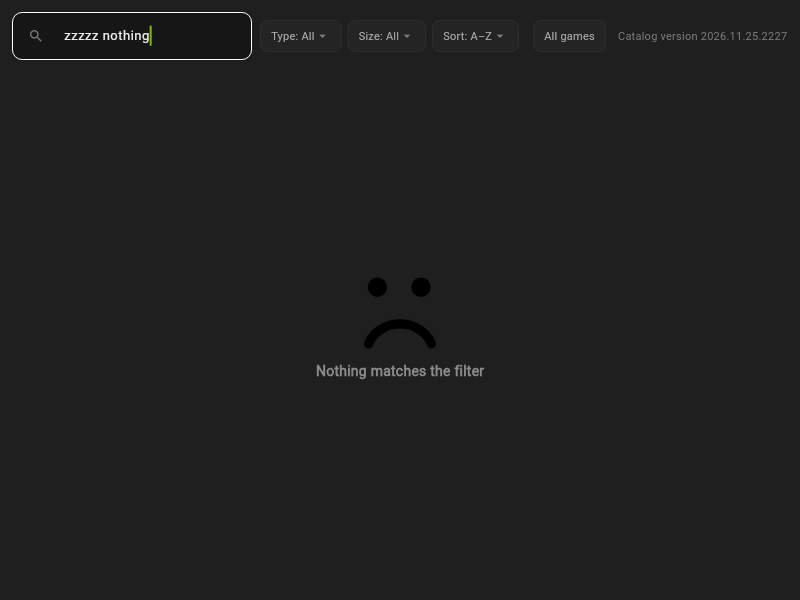 zzzzz nothing
Type: All
Size: All
Sort: A–Z
All games
Catalog version 2026.11.25.2227
Nothing matches the filter